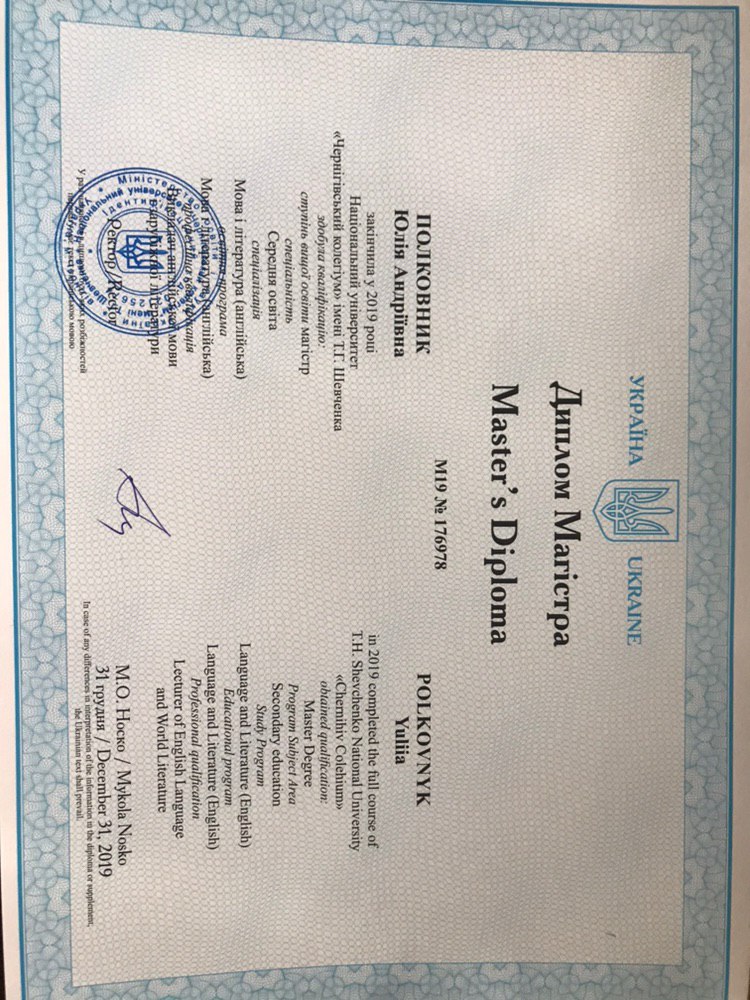 УКРАЇНА UKRAINE
Диплом Магістра
Master's Diploma
М19 № 176978
ПОЛКОВНИК
Юлія Андріївна
закінчила у 2019 році
Національний університет
«Чернігівський колегіум» імені Т.Г. Шевченка
здобула кваліфікацію:
ступінь вищої освіти магістр
спеціальність
Середня освіта
спеціалізація
Мова і література (англійська)
освітня програма
Мова і література (англійська)
професійна кваліфікація
Викладач англійської мови
і зарубіжної літератури
Ректор / Rector
POLKOVNYK
Yuliia
in 2019 completed the full course of
T.H. Shevchenko National University
«Chernihiv Colehium»
obtained qualification:
Master Degree
Program Subject Area
Secondary education
Study Program
Language and Literature (English)
Educational program
Language and Literature (English)
Professional qualification
Lecturer of English Language
and World Literature
М.О. Носко / Mykola Nosko
31 грудня / December 31, 2019
In case of any differences in interpretation of the information in the diploma or supplement,
the Ukrainian text shall prevail.